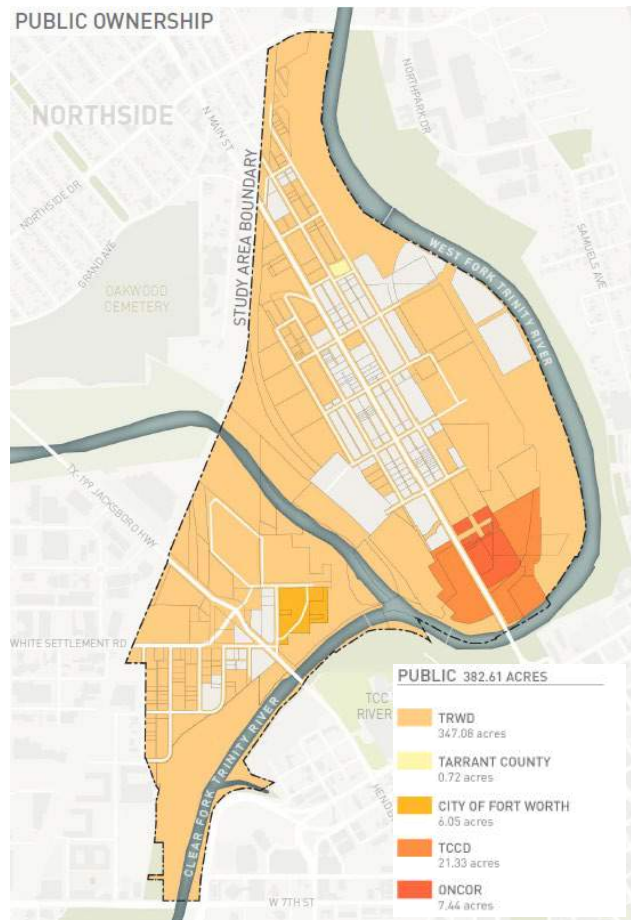 PUBLIC OWNERSHIP
NORTHSIDE
N MAIN ST
NORTHPARK DR
NORTHSIDE DR
GRAND AVE
STUDY AREA BOUNDARY
SAMUELS AVE
WEST FORK TRINITY RIVER
OAKWOOD
CEMETERY
TX-199 JACKSBORO HWY
WHITE SETTLEMENT RD
CLEAR FORK TRINITY RIVER
TCC
RIVER
W 7TH ST
PUBLIC 382.61 ACRES
TRWD
347.08 acres
TARRANT COUNTY
0.72 acres
CITY OF FORT WORTH
6.05 acres
TCCD
21.33 acres
ONCOR
7.44 acres